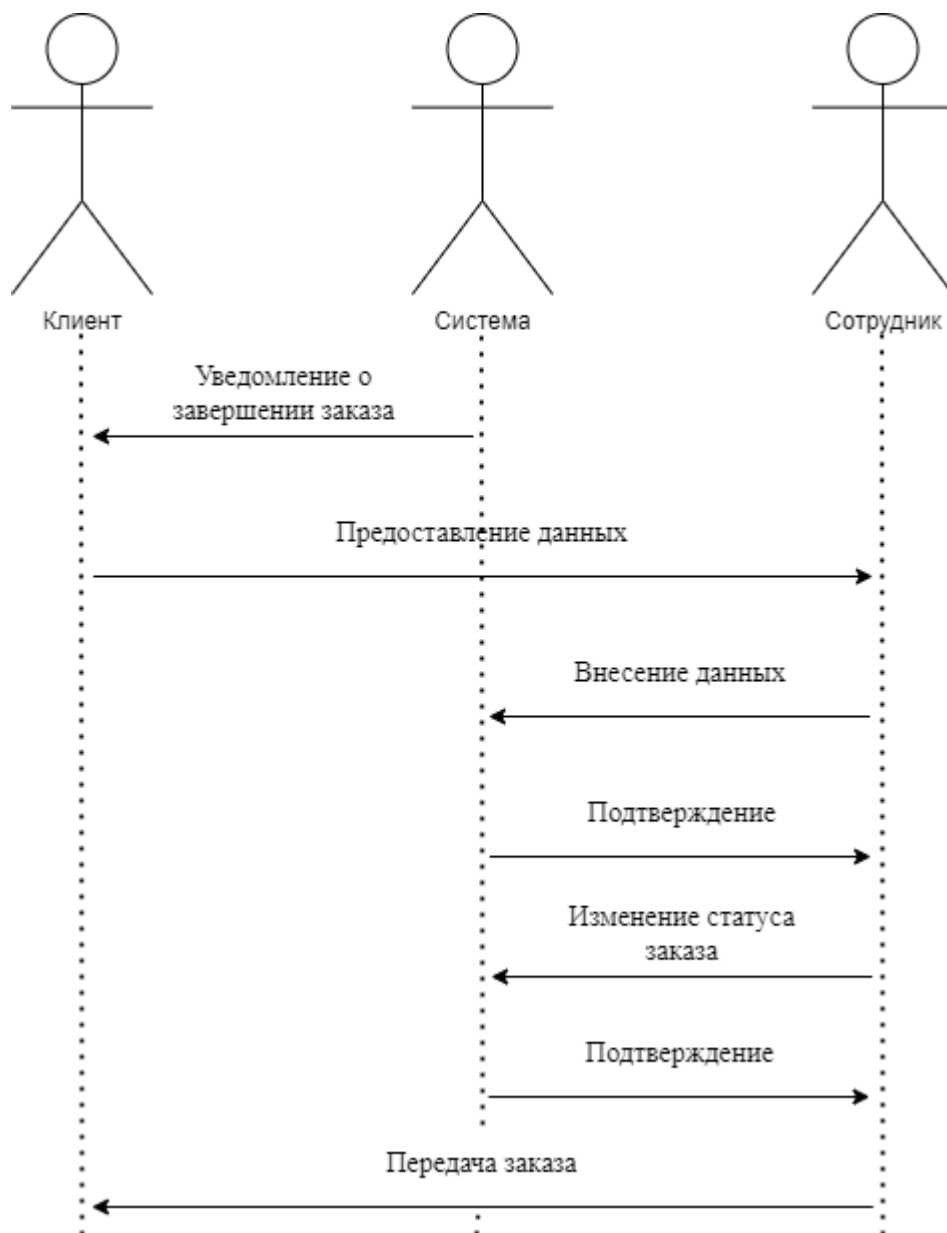 Клиент
Система
Сотрудник
Уведомление о
завершении заказа
Предоставление данных
Внесение данных
Подтверждение
Изменение статуса
заказа
Подтверждение
Передача заказа